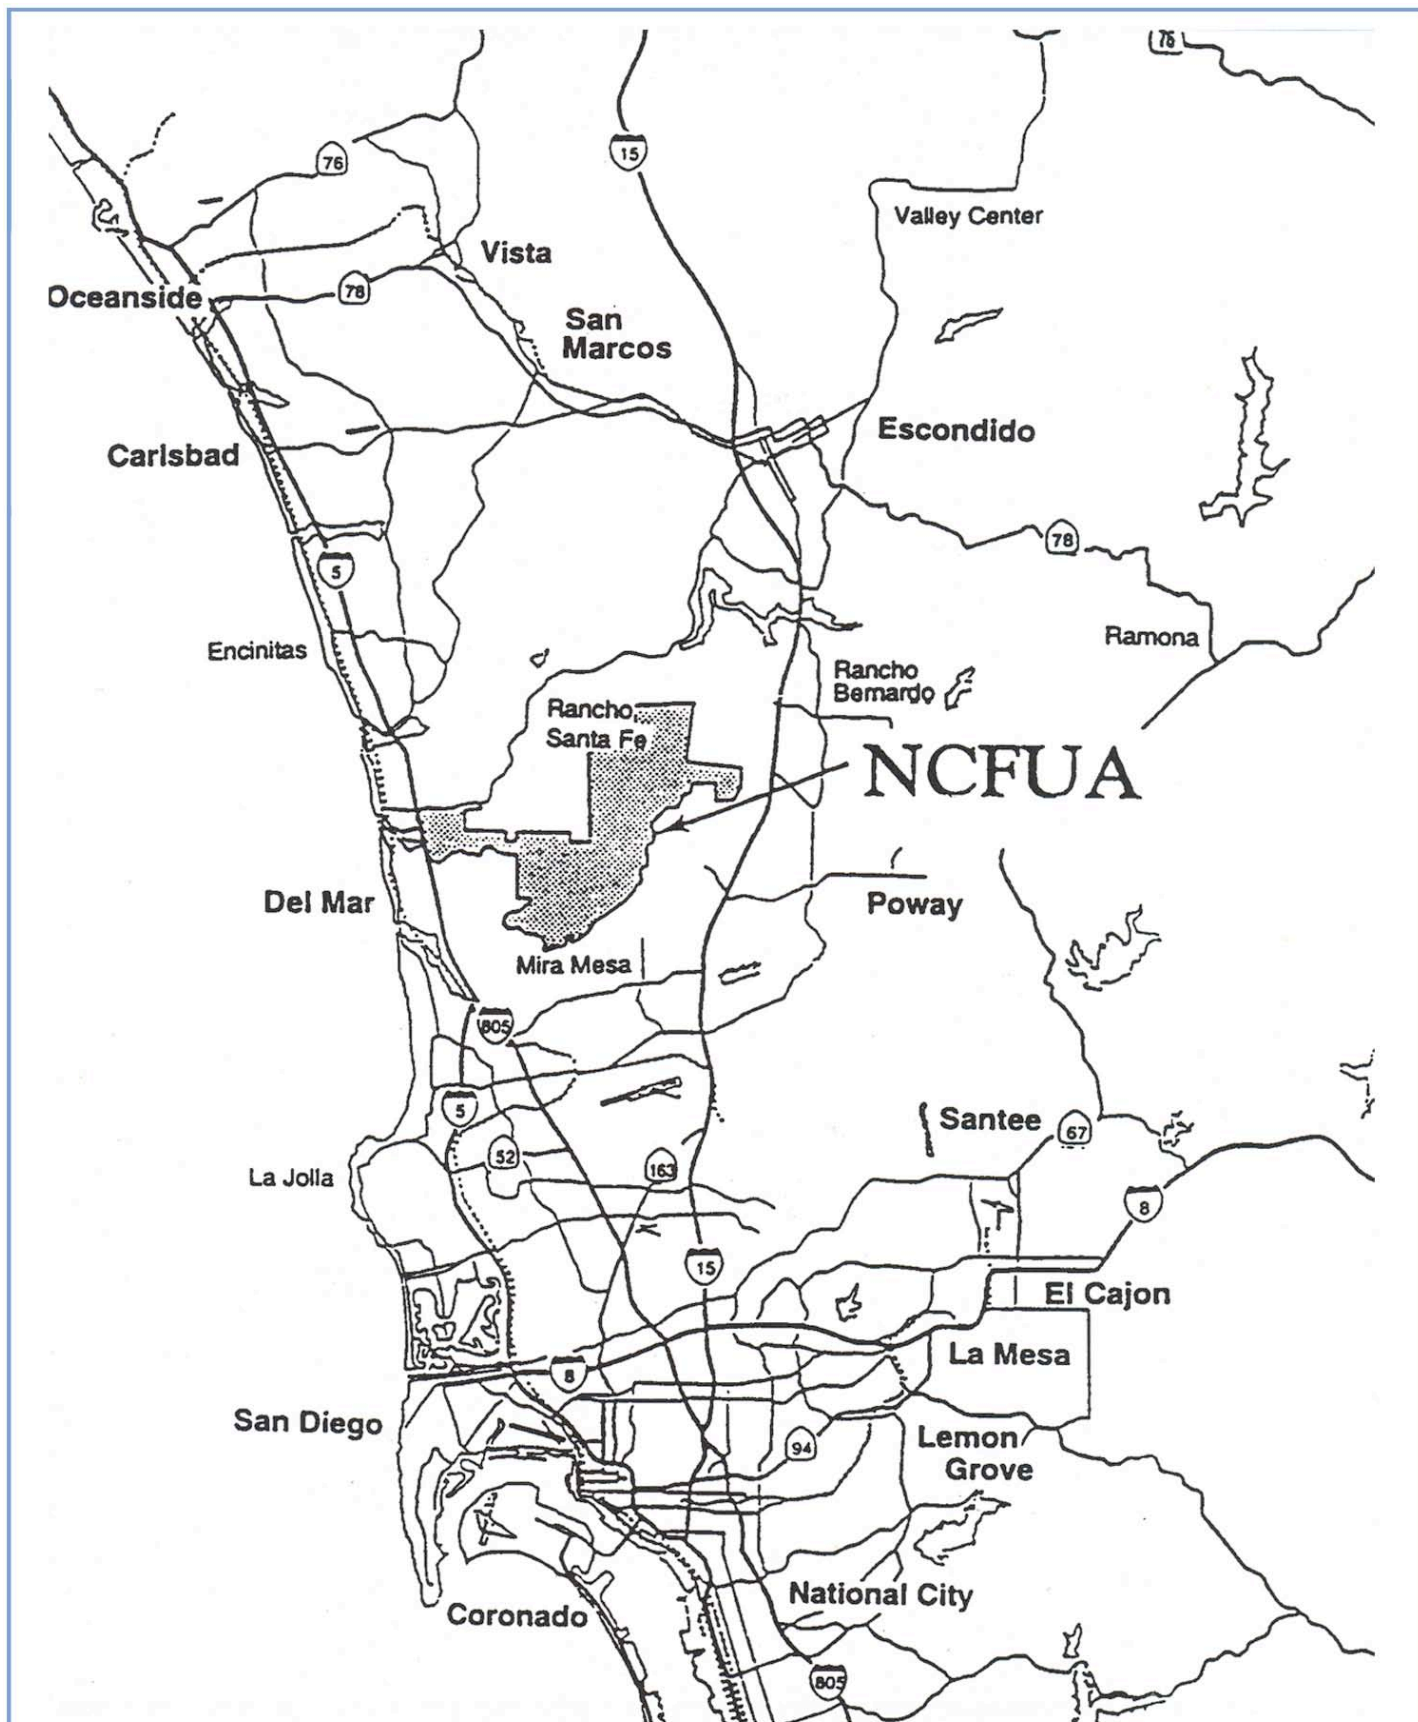 76
76
15
Valley Center
Vista
78
Oceanside
San
Marcos
Escondido
Carlsbad
78
5
Encinitas
Ramona
Rancho
Bernardo
Rancho
Santa Fe
NCFUA
Del Mar
Poway
Mira Mesa
805
5
Santee
67
52
163
La Jolla
8
15
El Cajon
La Mesa
8
San Diego
94
Lemon
Grove
National City
Coronado
805